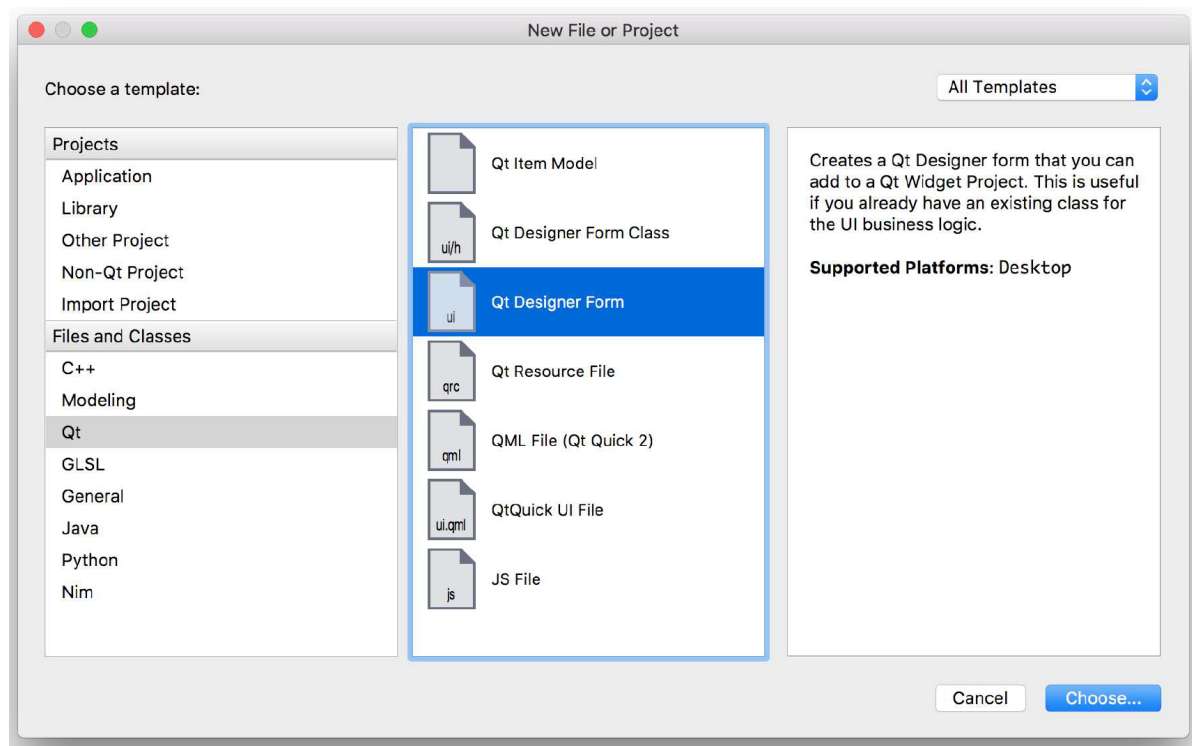 New File or Project
Choose a template:
All Templates
Projects
Application
Library
Other Project
Non-Qt Project
Import Project
Files and Classes
C++
Modeling
Qt
GLSL
General
Java
Python
Nim
Qt Item Model
ui/h
Qt Designer Form Class
ui
Qt Designer Form
qrc
Qt Resource File
qml
QML File (Qt Quick 2)
ui.qml
QtQuick UI File
js
JS File
Creates a Qt Designer form that you can
add to a Qt Widget Project. This is useful
if you already have an existing class for
the UI business logic.
Supported Platforms: Desktop
Cancel
Choose...